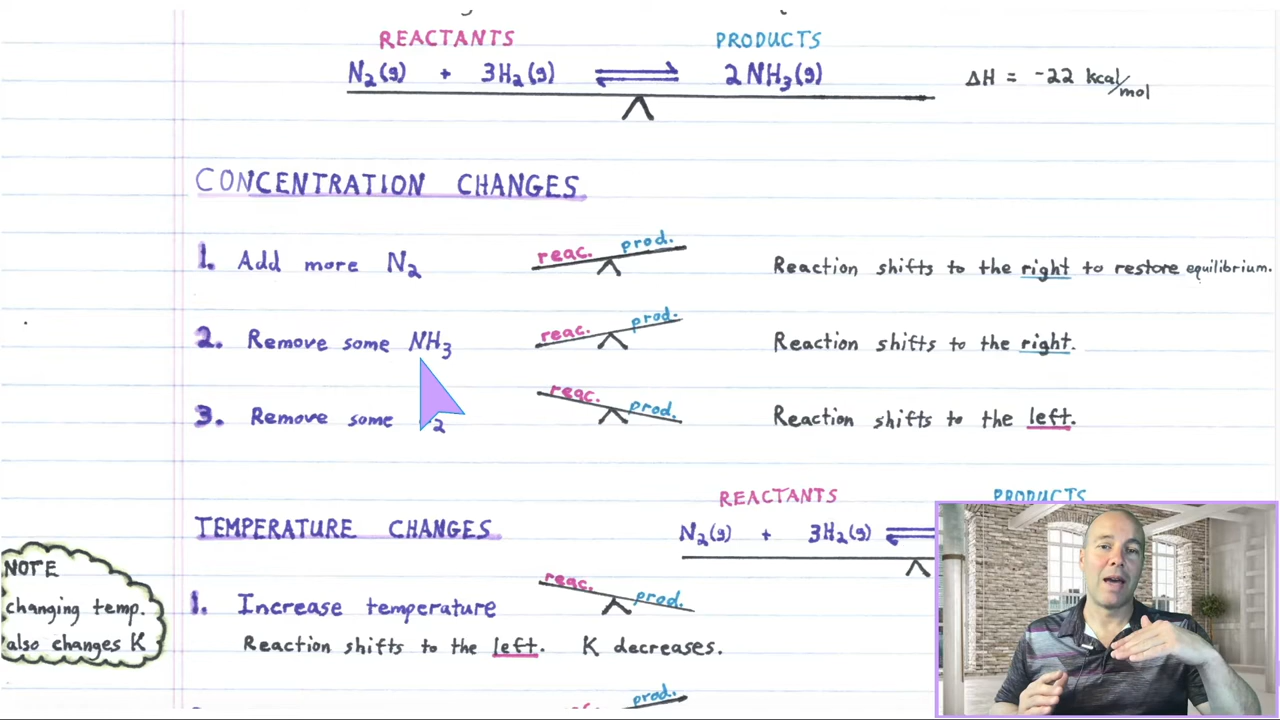 REACTANTS PRODUCTS
N₂(g) + 3H₂(g) ⇌ 2NH₃(g) ΔH = -22 kcal/mol
CONCENTRATION CHANGES
1. Add more N₂ reac. prod. Reaction shifts to the right to restore equilibrium.
2. Remove some NH₃ reac. prod. Reaction shifts to the right.
3. Remove some reac. prod. Reaction shifts to the left.
REACTANTS PRODUCTS
TEMPERATURE CHANGES N₂(g) + 3H₂(g) ⇌
NOTE
changing temp.
also changes K
1. Increase temperature reac. prod.
Reaction shifts to the left. K decreases.
prod.